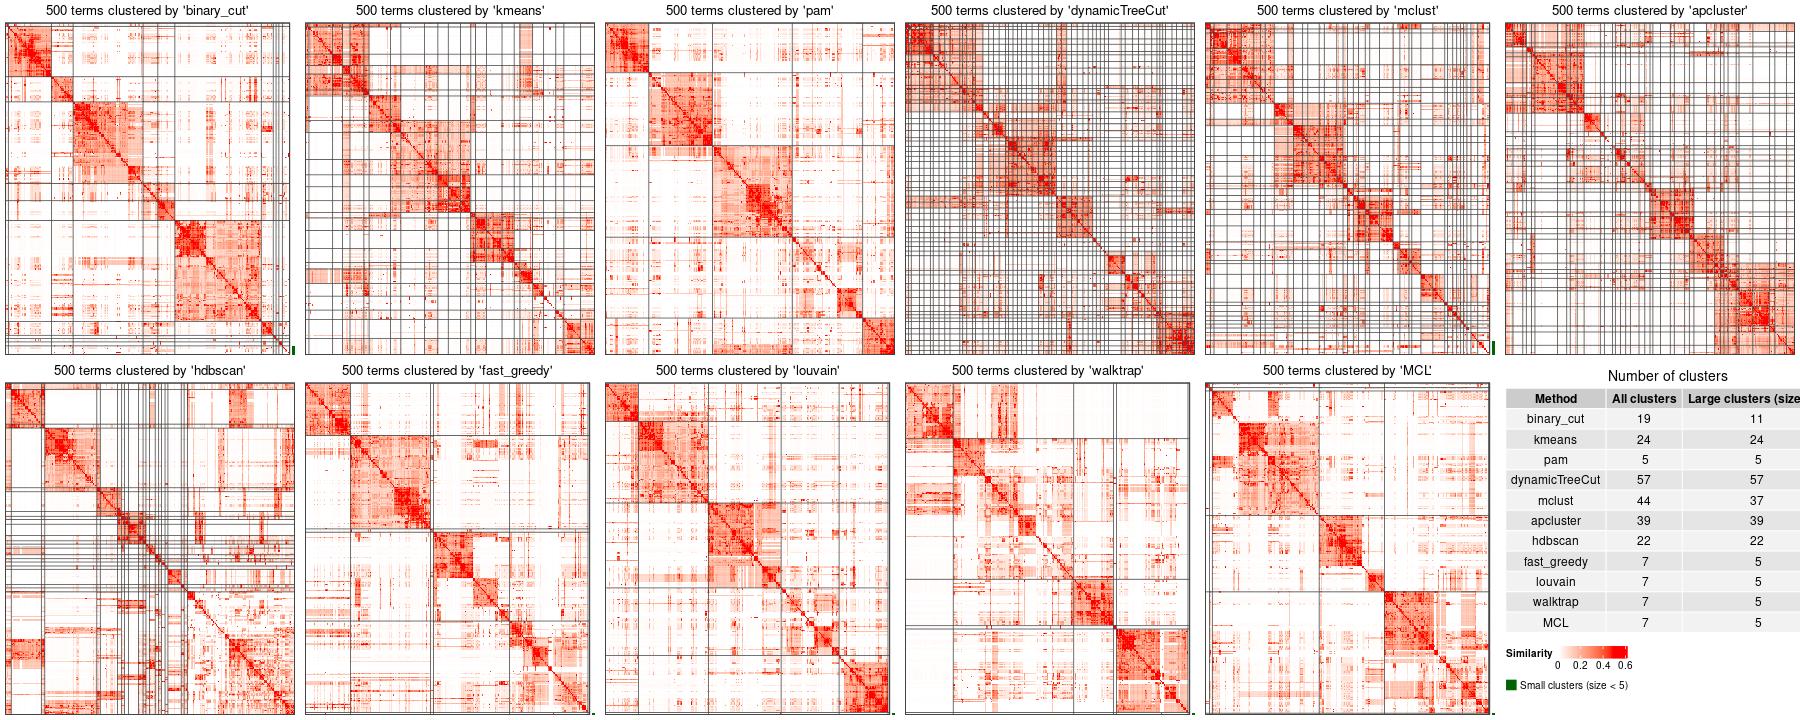 500 terms clustered by 'binary_cut'
500 terms clustered by 'kmeans'
500 terms clustered by 'pam'
500 terms clustered by 'dynamicTreeCut'
500 terms clustered by 'mclust'
500 terms clustered by 'apcluster'
500 terms clustered by 'hdbscan'
500 terms clustered by 'fast_greedy'
500 terms clustered by 'louvain'
500 terms clustered by 'walktrap'
500 terms clustered by 'MCL'
Number of clusters
Method All clusters Large clusters (size
binary_cut 19 11
kmeans 24 24
pam 5 5
dynamicTreeCut 57 57
mclust 44 37
apcluster 39 39
hdbscan 22 22
fast_greedy 7 5
louvain 7 5
walktrap 7 5
MCL 7 5
Similarity
0 0.2 0.4 0.6
Small clusters (size < 5)